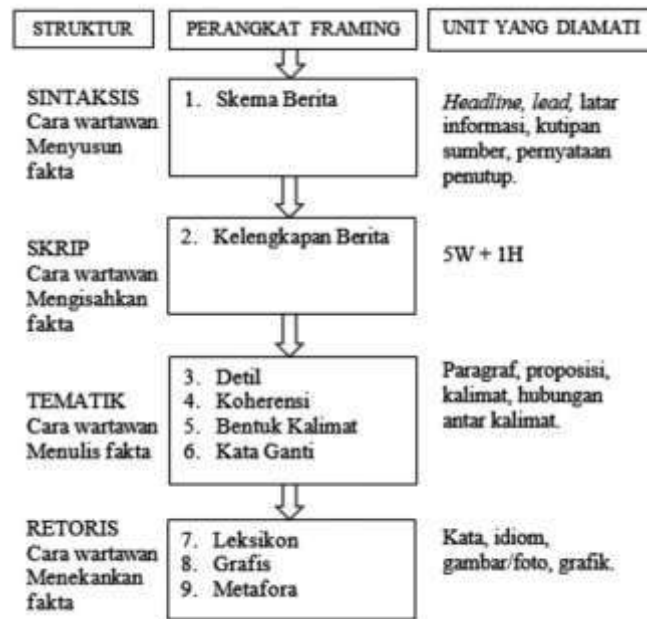 STRUKTUR
PERANGKAT FRAMING
UNIT YANG DIAMATI
SINTAKSIS
Cara wartawan
Menyusun
fakta
1. Skema Berita
Headline, lead, latar
informasi, kutipan
sumber, pernyataan
penutup.
SKRIP
Cara wartawan
Mengisahkan
fakta
2. Kelengkapan Berita
5W + 1H
TEMATIK
Cara wartawan
Menulis fakta
3. Detil
4. Koherensi
5. Bentuk Kalimat
6. Kata Ganti
Paragraf, proposisi,
kalimat, hubungan
antar kalimat.
RETORIS
Cara wartawan
Menekankan
fakta
7. Leksikon
8. Grafis
9. Metafora
Kata, idiom,
gambar/foto, grafik.